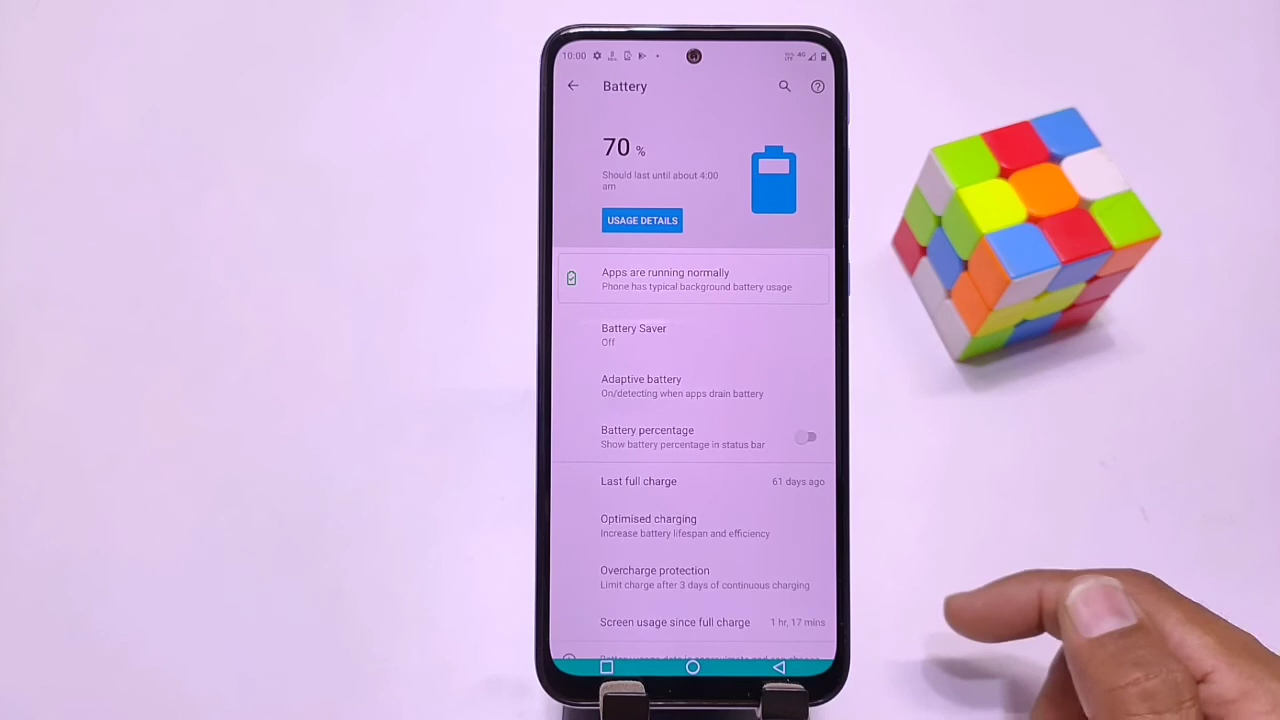 10:00
4G
Battery
70 %
Should last until about 4:00
am
USAGE DETAILS
Apps are running normally
Phone has typical background battery usage
Battery Saver
Off
Adaptive battery
On/detecting when apps drain battery
Battery percentage
Show battery percentage in status bar
Last full charge 61 days ago
Optimised charging
Increase battery lifespan and efficiency
Overcharge protection
Limit charge after 3 days of continuous charging
Screen usage since full charge 1 hr, 17 mins